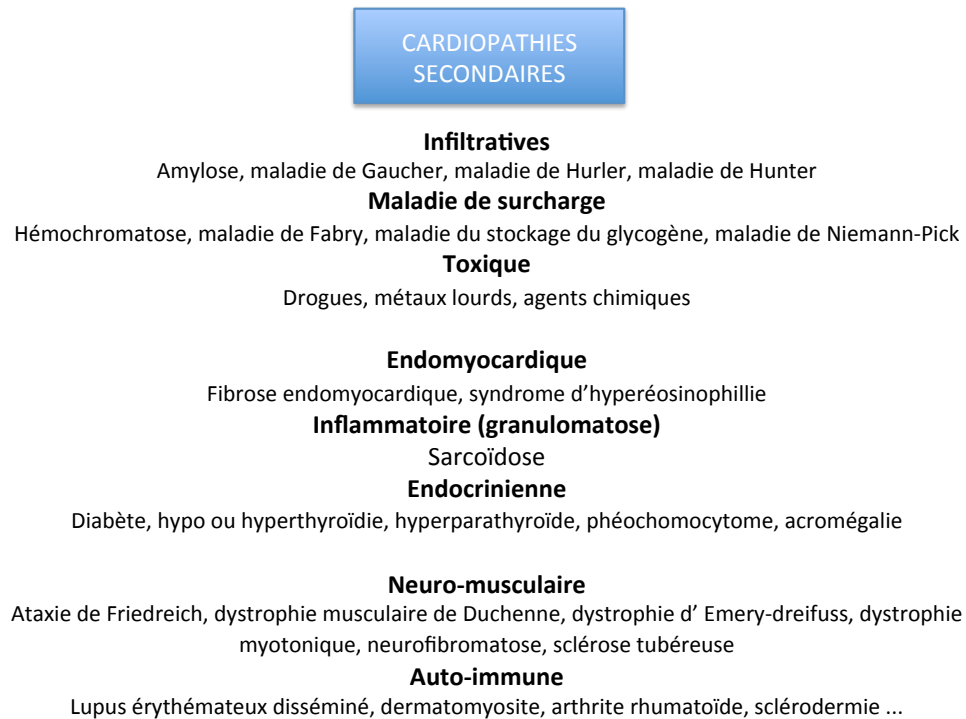 CARDIOPATHIES
SECONDAIRES
Infiltratives
Amylose, maladie de Gaucher, maladie de Hurler, maladie de Hunter
Maladie de surcharge
Hémochromatose, maladie de Fabry, maladie du stockage du glycogène, maladie de Niemann-Pick
Toxique
Drogues, métaux lourds, agents chimiques
Endomyocardique
Fibrose endomyocardique, syndrome d’hyperéosinophillie
Inflammatoire (granulomatose)
Sarcoïdose
Endocrinienne
Diabète, hypo ou hyperthyroïdie, hyperparathyroïde, phéochomocytome, acromégalie
Neuro-musculaire
Ataxie de Friedreich, dystrophie musculaire de Duchenne, dystrophie d’ Emery-dreifuss, dystrophie
myotonique, neurofibromatose, sclérose tubéreuse
Auto-immune
Lupus érythémateux disséminé, dermatomyosite, arthrite rhumatoïde, sclérodermie ...